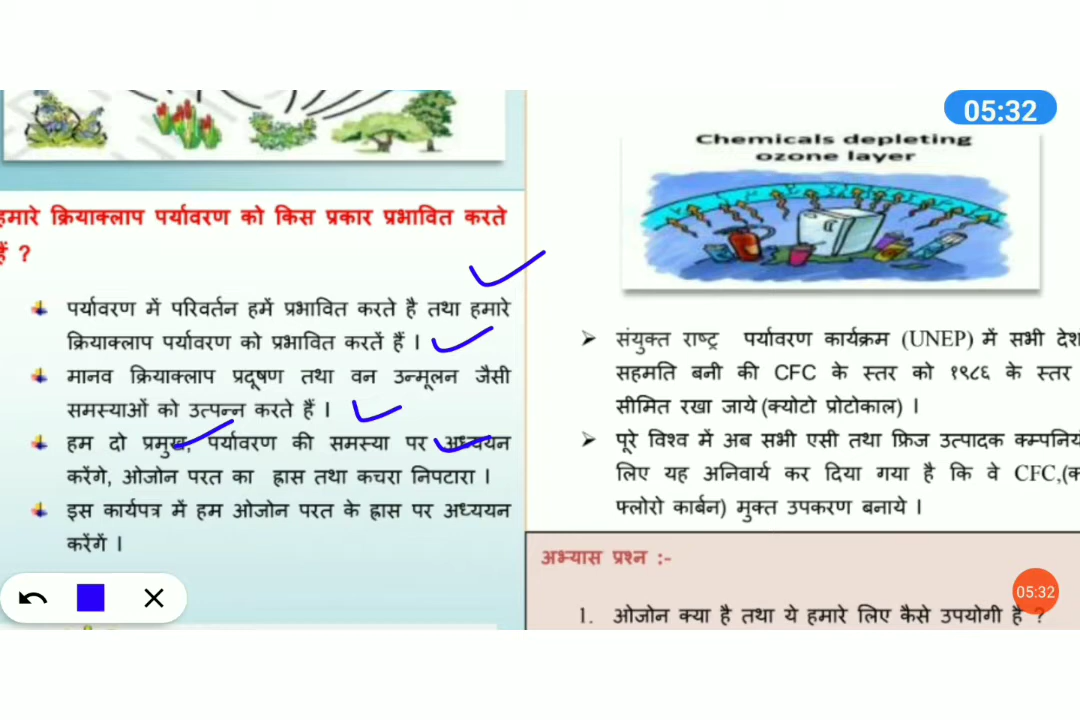 हमारे क्रियाक्लाप पर्यावरण को किस प्रकार प्रभावित करते
हैं ?
पर्यावरण में परिवर्तन हमें प्रभावित करते है तथा हमारे
क्रियाक्लाप पर्यावरण को प्रभावित करतें हैं ।
मानव क्रियाक्लाप प्रदूषण तथा वन उन्मूलन जैसी
समस्याओं को उत्पन्न करते हैं ।
हम दो प्रमुख, पर्यावरण की समस्या पर अध्ययन
करेंगे, ओजोन परत का ह्रास तथा कचरा निपटारा ।
इस कार्यपत्र में हम ओजोन परत के ह्रास पर अध्ययन
करेंगें ।
05:32
Chemicals depleting
ozone layer
संयुक्त राष्ट्र पर्यावरण कार्यक्रम (UNEP) में सभी देश
सहमति बनी की CFC के स्तर को १९८६ के स्तर
सीमित रखा जाये (क्योटो प्रोटोकाल) ।
पूरे विश्व में अब सभी एसी तथा फ्रिज उत्पादक
लिए यह अनिवार्य कर दिया गया है कि वे CFC,
फ्लोरो कार्बन) मुक्त उपकरण बनाये ।
अभ्यास प्रश्न :-
05:32
1. ओजोन क्या है तथा ये हमारे लिए कैसे उपयोगी है ?